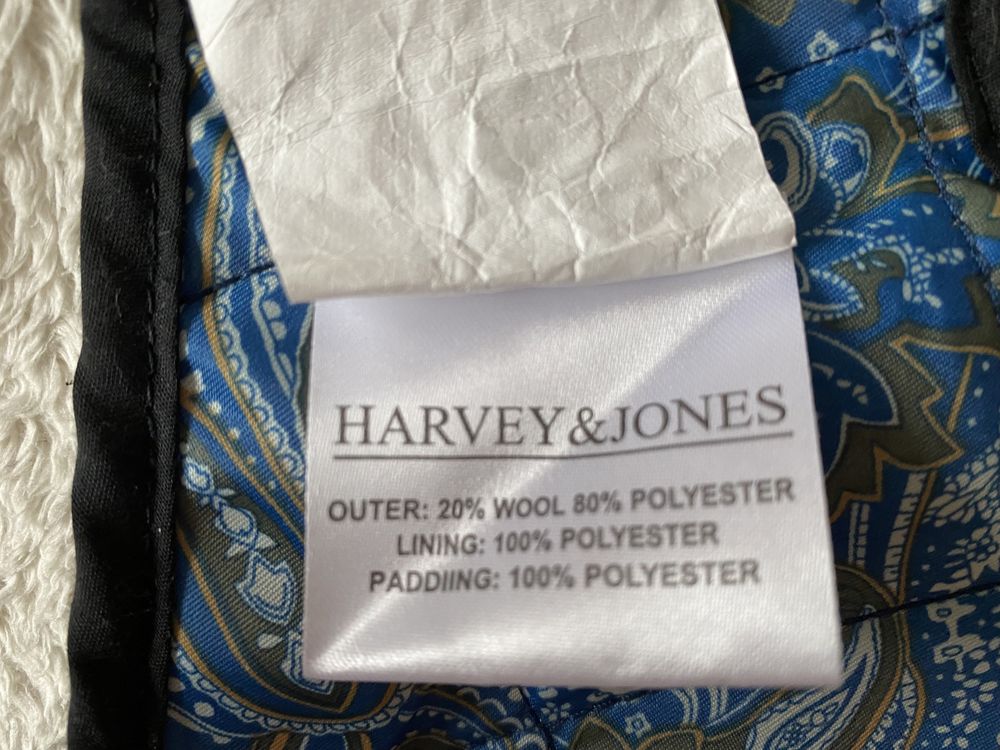 HARVEY&JONES
OUTER: 20% WOOL 80% POLYESTER
LINING: 100% POLYESTER
PADDIING: 100% POLYESTER